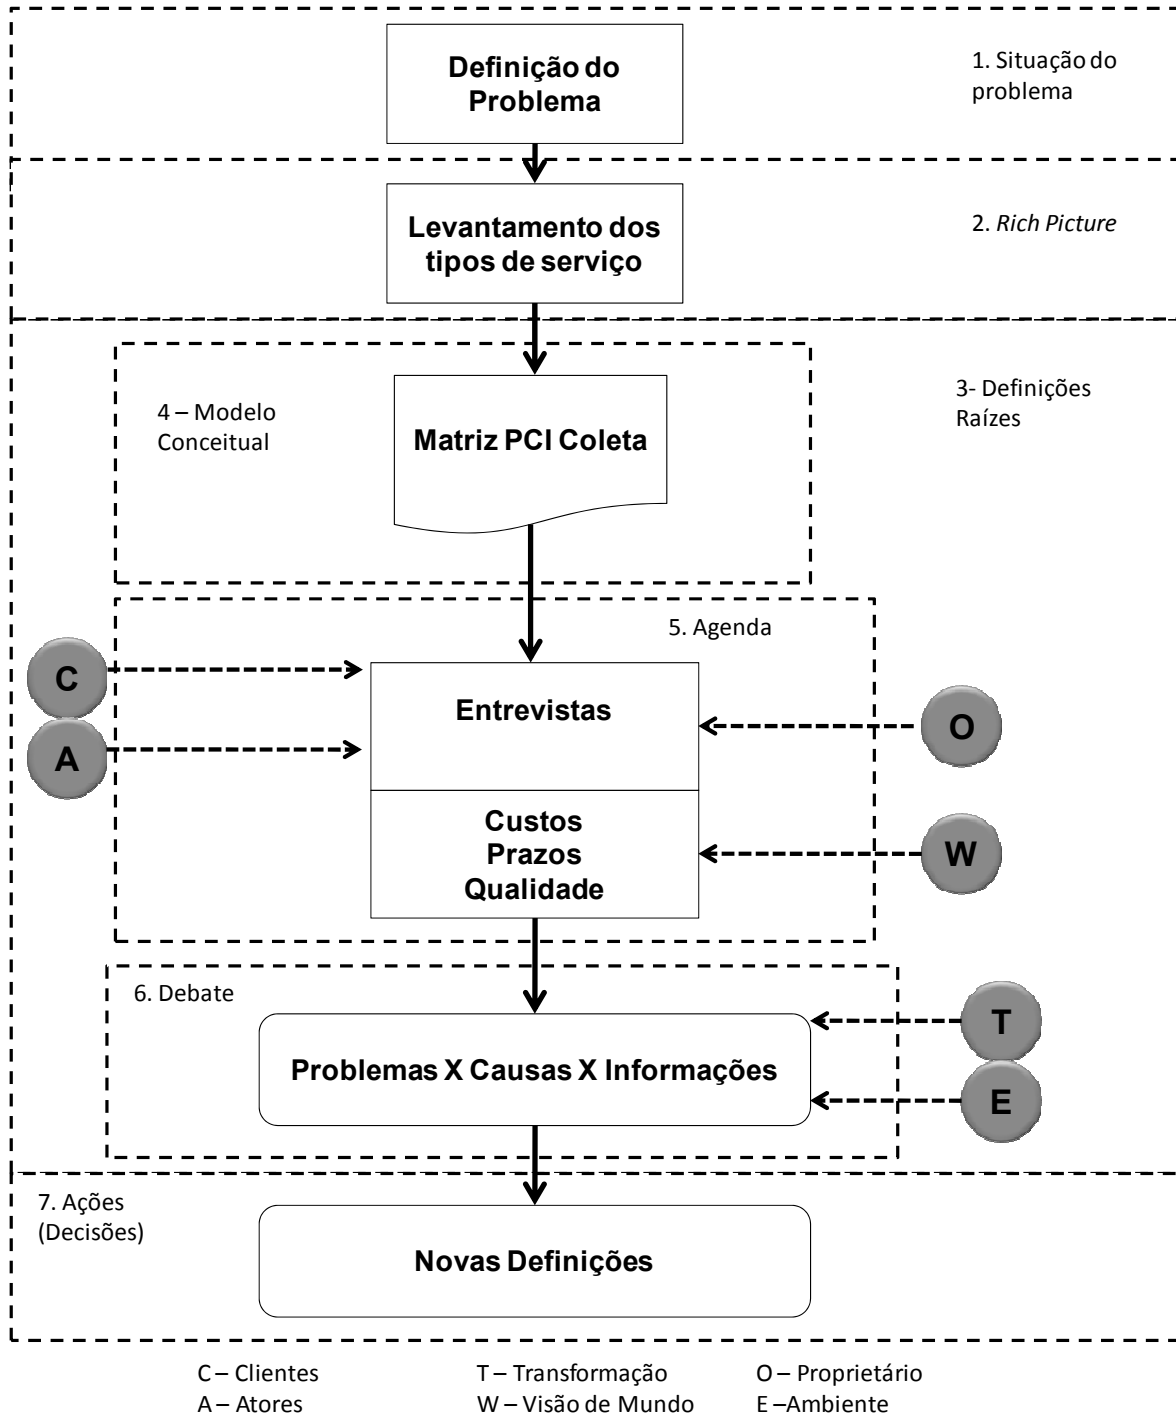 Definição do
Problema
1. Situação do
problema
Levantamento dos
tipos de serviço
2. Rich Picture
3- Definições
Raízes
4 – Modelo
Conceitual
Matriz PCI Coleta
5. Agenda
C
A
Entrevistas
O
Custos
Prazos
Qualidade
W
6. Debate
Problemas X Causas X Informações
T
E
7. Ações
(Decisões)
Novas Definições
C – Clientes
T – Transformação
O – Proprietário
A – Atores
W – Visão de Mundo
E –Ambiente